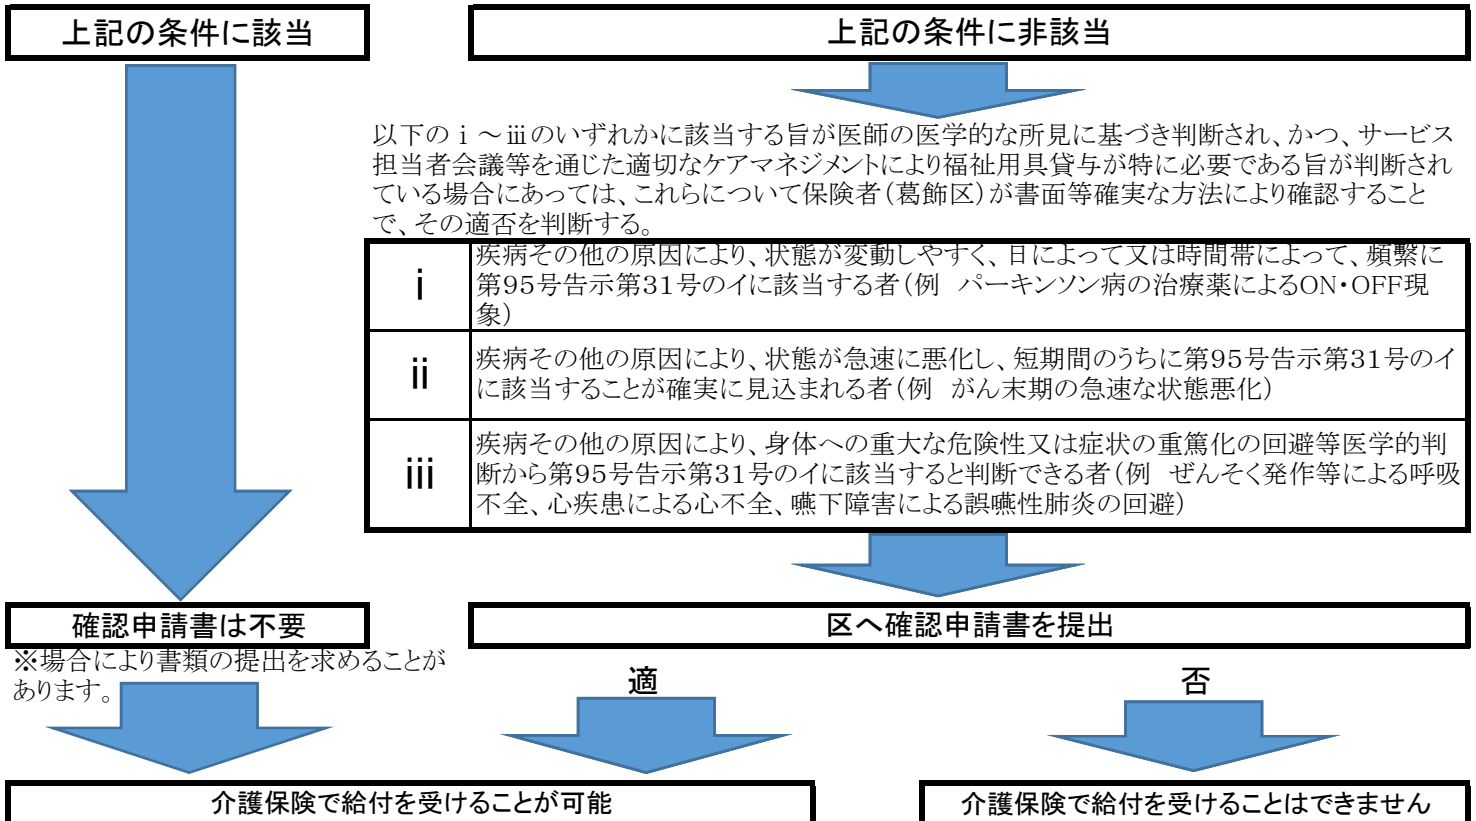 上記の条件に該当
上記の条件に非該当
以下のⅰ～ⅲのいずれかに該当する旨が医師の医学的な所見に基づき判断され、かつ、サービス
担当者会議等を通じた適切なケアマネジメントにより福祉用具貸与が特に必要である旨が判断され
ている場合にあっては、これらについて保険者（葛飾区）が書面等確実な方法により確認すること
で、その適否を判断する。
ⅰ
疾病その他の原因により、状態が変動しやすく、日によって又は時間帯によって、頻繫に
第95号告示第31号のイに該当する者（例　パーキンソン病の治療薬によるON・OFF現
象）
ⅱ
疾病その他の原因により、状態が急速に悪化し、短期間のうちに第95号告示第31号のイ
に該当することが確実に見込まれる者（例　がん末期の急速な状態悪化）
ⅲ
疾病その他の原因により、身体への重大な危険性又は症状の重篤化の回避等医学的判
断から第95号告示第31号のイに該当すると判断できる者（例　ぜんそく発作等による呼吸
不全、心疾患による心不全、嚥下障害による誤嚥性肺炎の回避）
確認申請書は不要
区へ確認申請書を提出
※場合により書類の提出を求めることが
あります。
適
否
介護保険で給付を受けることが可能
介護保険で給付を受けることはできません